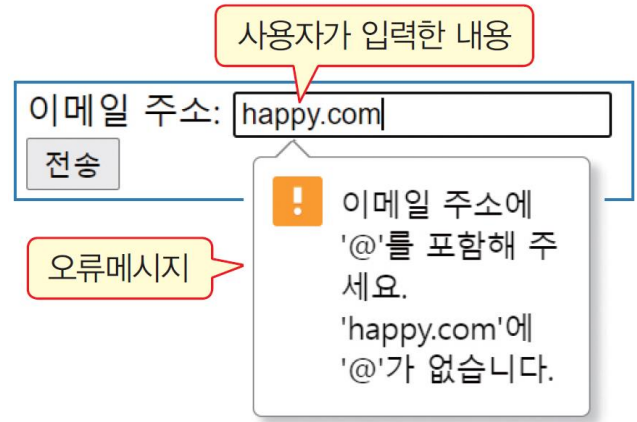 사용자가 입력한 내용
이메일 주소: happy.com
전송
오류메시지
이메일 주소에
'@'를 포함해 주
세요.
'happy.com'에
'@'가 없습니다.